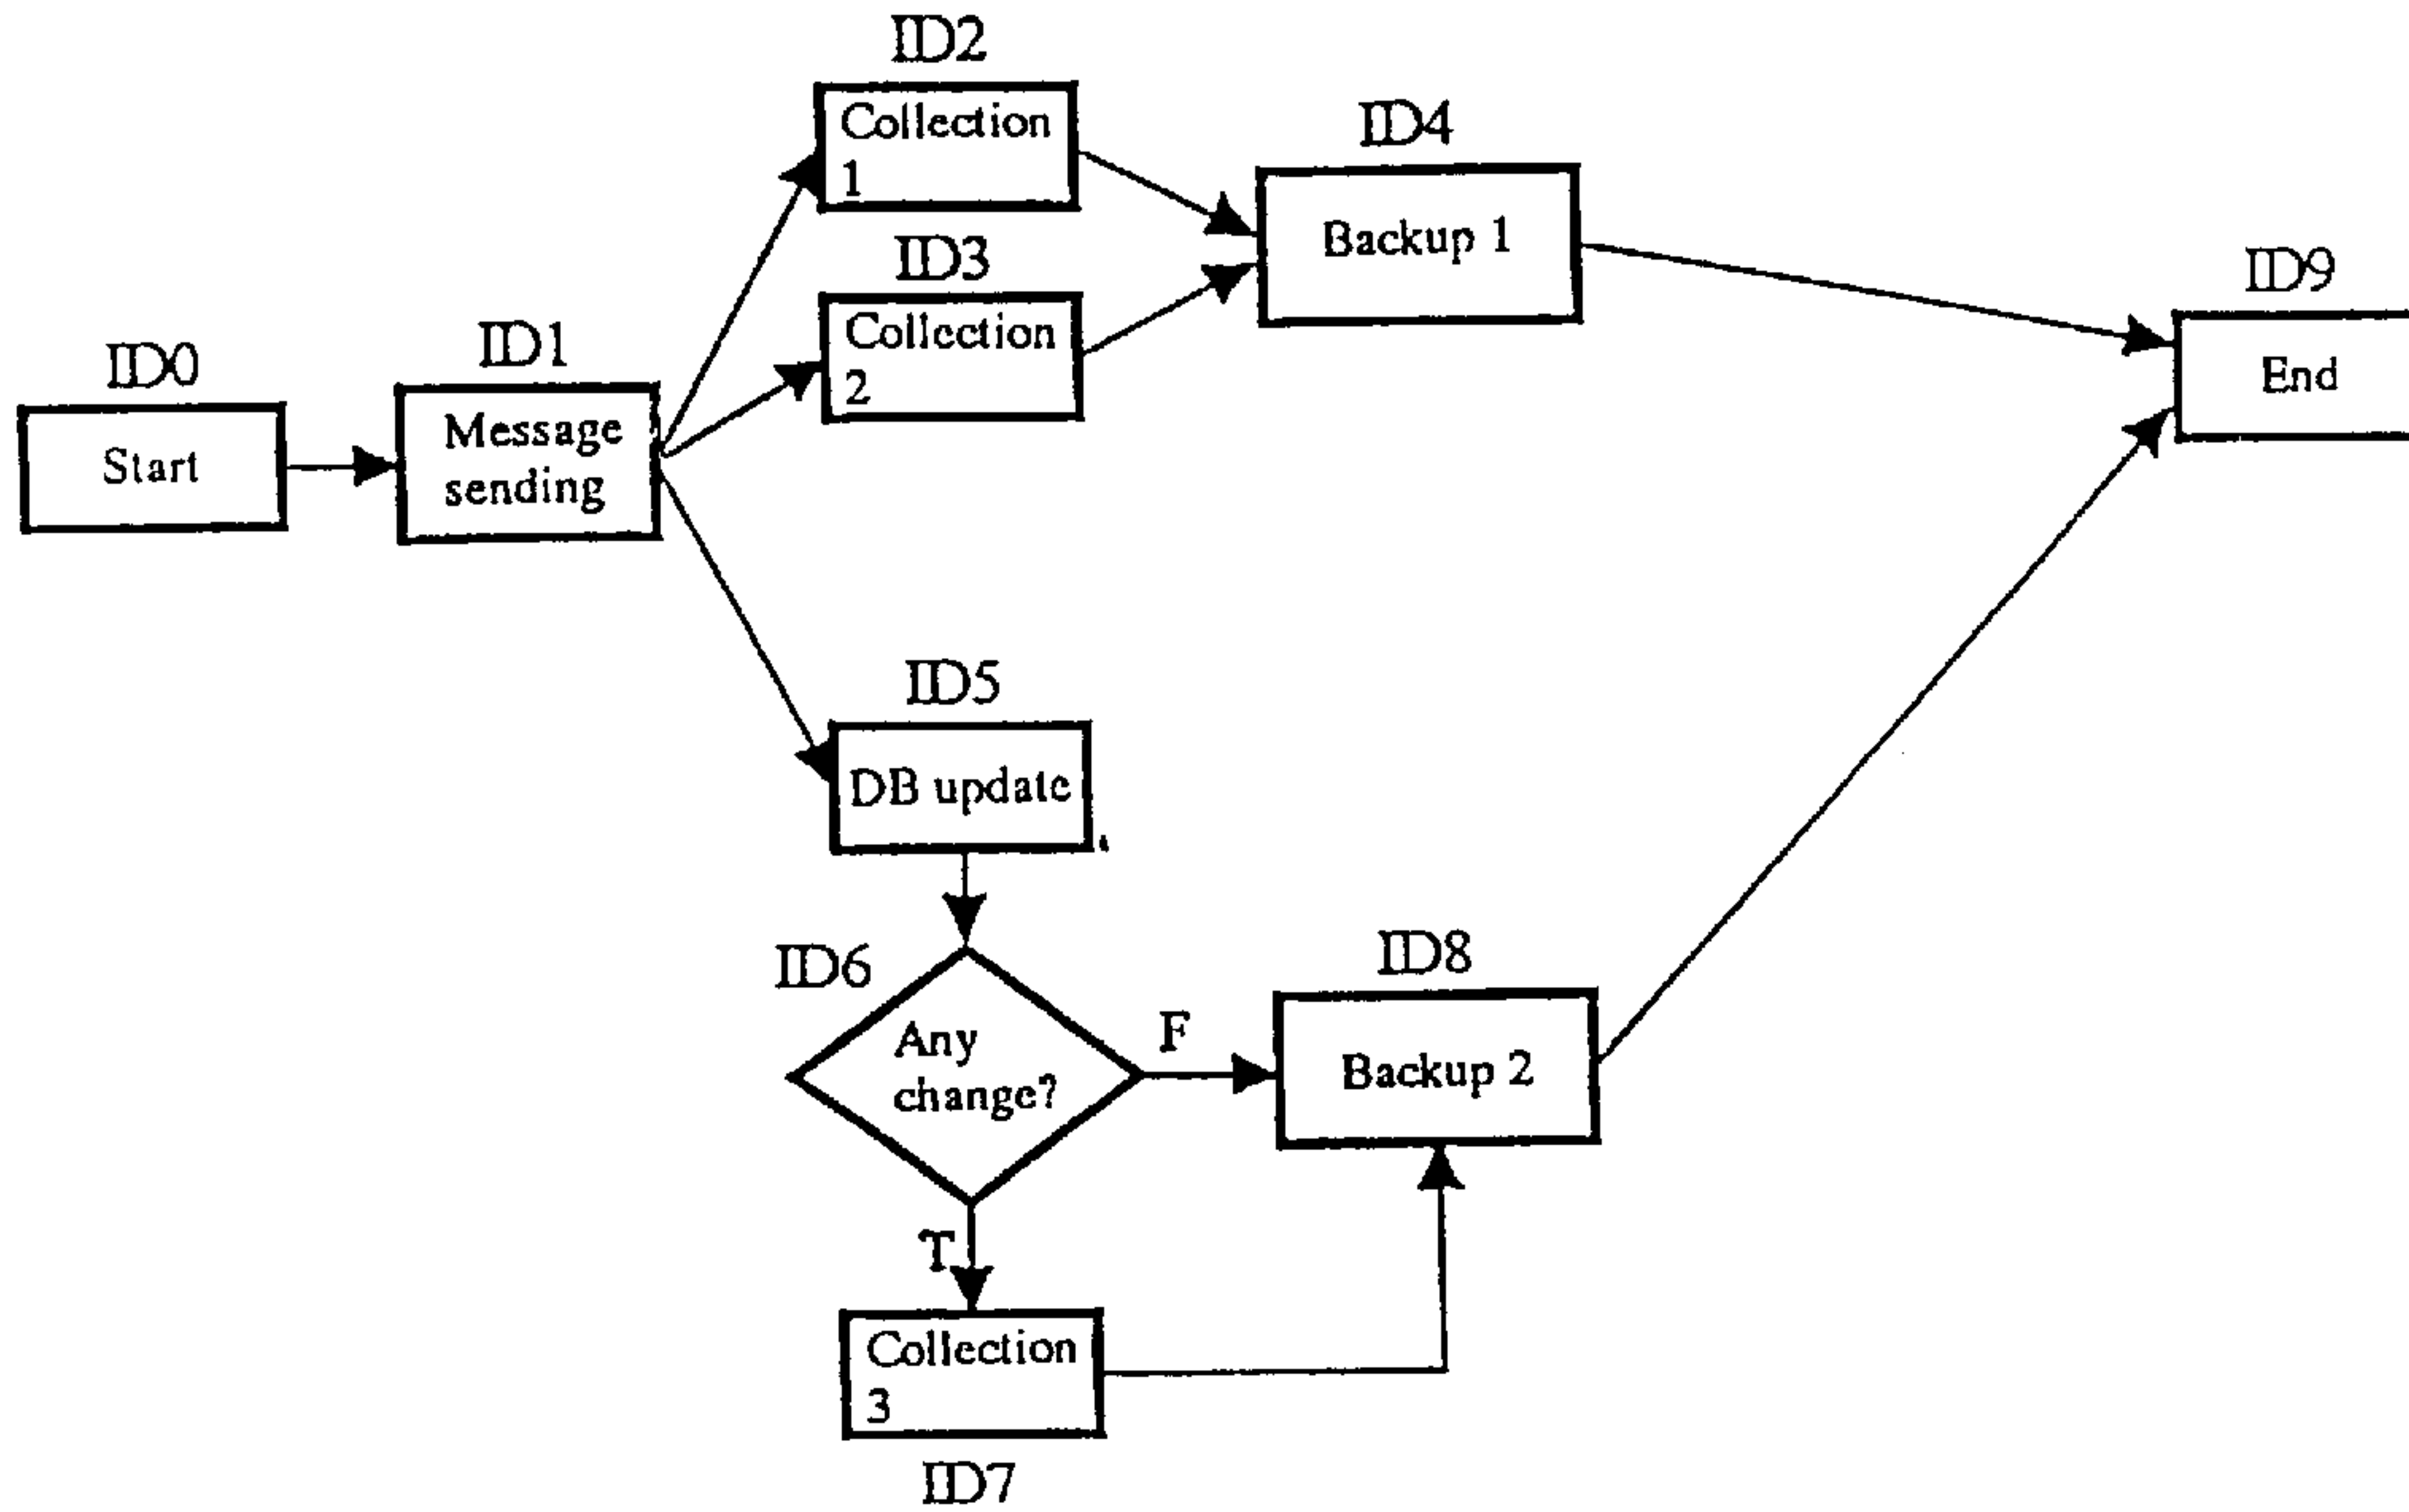 ID2
Collection
1
ID4
Backup 1
ID3
Collection
2
ID9
End
ID0
Start
ID1
Message
sending
ID5
DB update
ID6
Any
change?
F
T
ID8
Backup 2
Collection
3
ID7